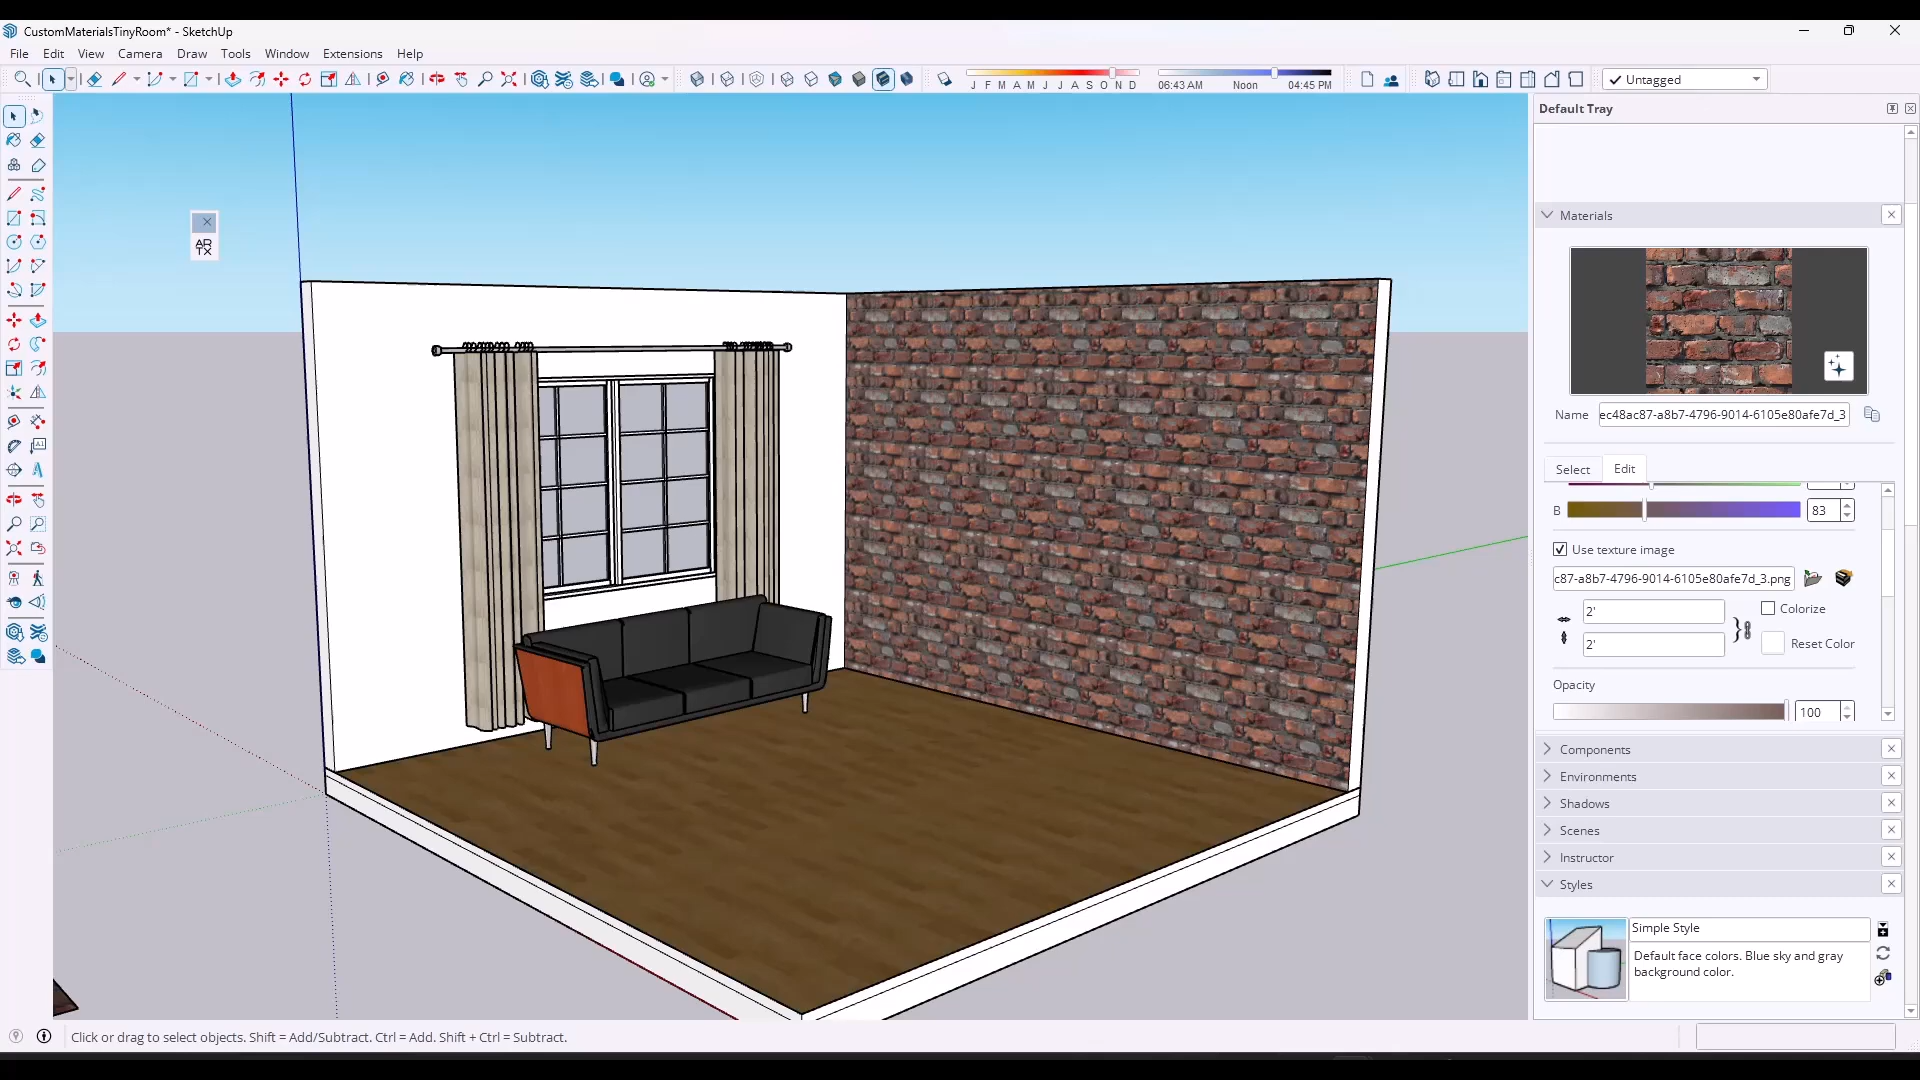 CustomMaterialsTinyRoom* - SketchUp
File Edit View Camera Draw Tools Window Extensions Help
J F M A M J J A S O N D
06:43 AM Noon 04:45 PM
Untagged
Default Tray
AR
TX
Materials
Name ec48ac87-a8b7-4796-9014-6105e80afe7d_3
Select Edit
B 83
Use texture image
c87-a8b7-4796-9014-6105e80afe7d_3.png
2' Colorize
2' Reset Color
Opacity
100
Components
Environments
Shadows
Scenes
Instructor
Styles
Simple Style
Default face colors. Blue sky and gray
background color.
Click or drag to select objects. Shift = Add/Subtract. Ctrl = Add. Shift + Ctrl = Subtract.